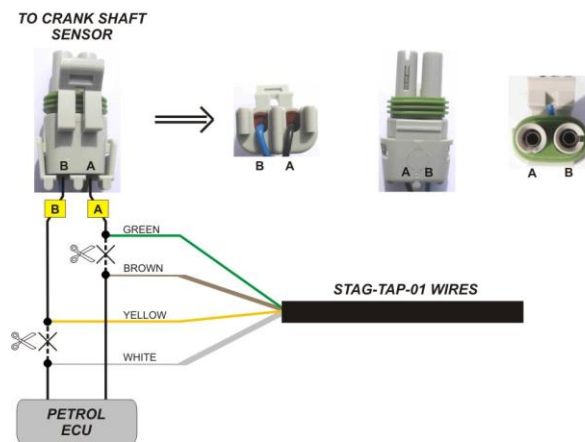 TO CRANK SHAFT
SENSOR
B A
B A
A B
A B
B
A
GREEN
BROWN
STAG-TAP-01 WIRES
YELLOW
WHITE
PETROL
ECU